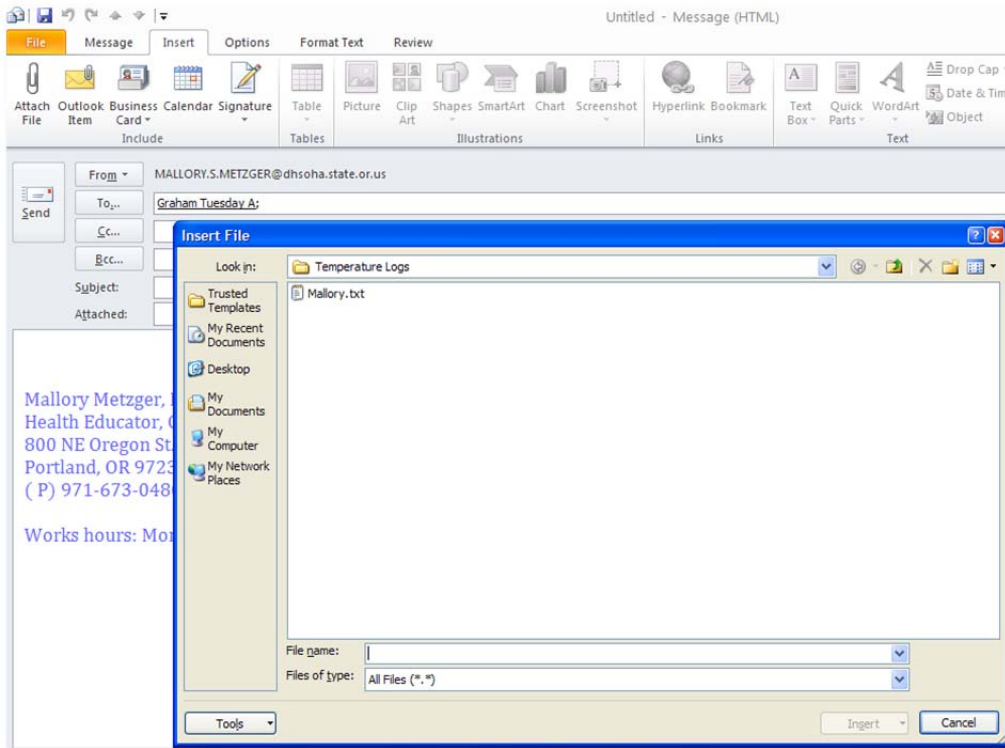 Untitled - Message (HTML)
File Message Insert Options Format Text Review
Attach File
Outlook Item
Business Card
Calendar
Signature
Table
Picture
Clip Art
Shapes
SmartArt
Chart
Screenshot
Hyperlink
Bookmark
Text Box
Quick Parts
WordArt
Drop Cap
Date & Tim
Object
Include Tables Illustrations Links Text
Send
From MALLORY.S.METZGER@dhsoha.state.or.us
To... Graham Tuesday A;
Cc...
Bcc...
Subject:
Attached:
Mallory Metzger,
Health Educator,
800 NE Oregon St
Portland, OR 9723
( P) 971-673-048
Works hours: Mo
Insert File
Look in: Temperature Logs
Trusted Templates
My Recent Documents
Desktop
My Documents
My Computer
My Network Places
Mallory.txt
File name:
Files of type: All Files (*.*)
Tools Insert Cancel